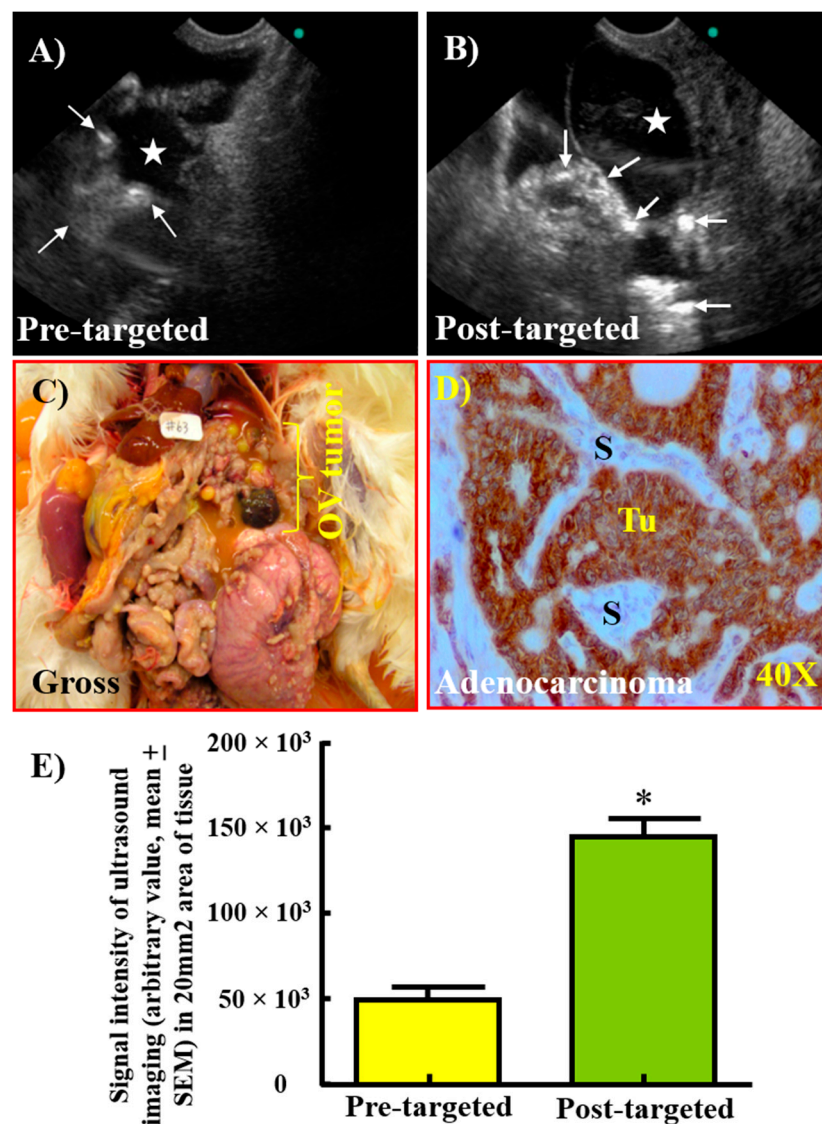 A)
Pre-targeted
B)
Post-targeted
C)
#63
OV tumor
Gross
D)
S
Tu
S
Adenocarcinoma
40X
E)
Signal intensity of ultrasound
imaging (arbitrary value, mean ±
SEM) in 20mm2 area of tissue
200 × 10³
150 × 10³
100 × 10³
50 × 10³
0
*
Pre-targeted
Post-targeted